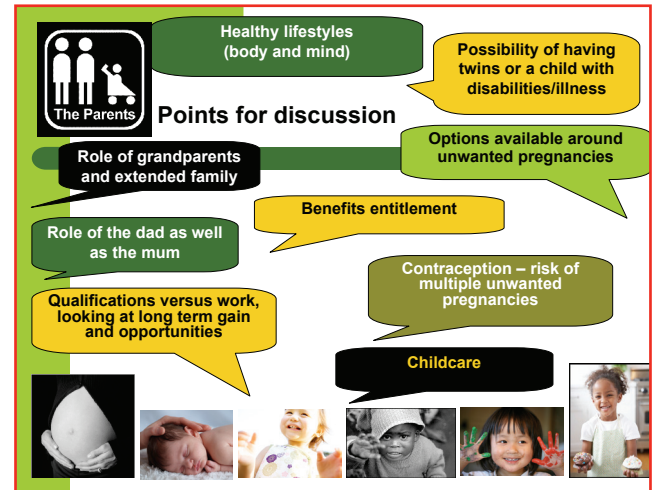 Healthy lifestyles
(body and mind)
Possibility of having
twins or a child with
disabilities/illness
The Parents
Points for discussion
Options available around
unwanted pregnancies
Role of grandparents
and extended family
Benefits entitlement
Role of the dad as well
as the mum
Contraception – risk of
multiple unwanted
pregnancies
Qualifications versus work,
looking at long term gain
and opportunities
Childcare